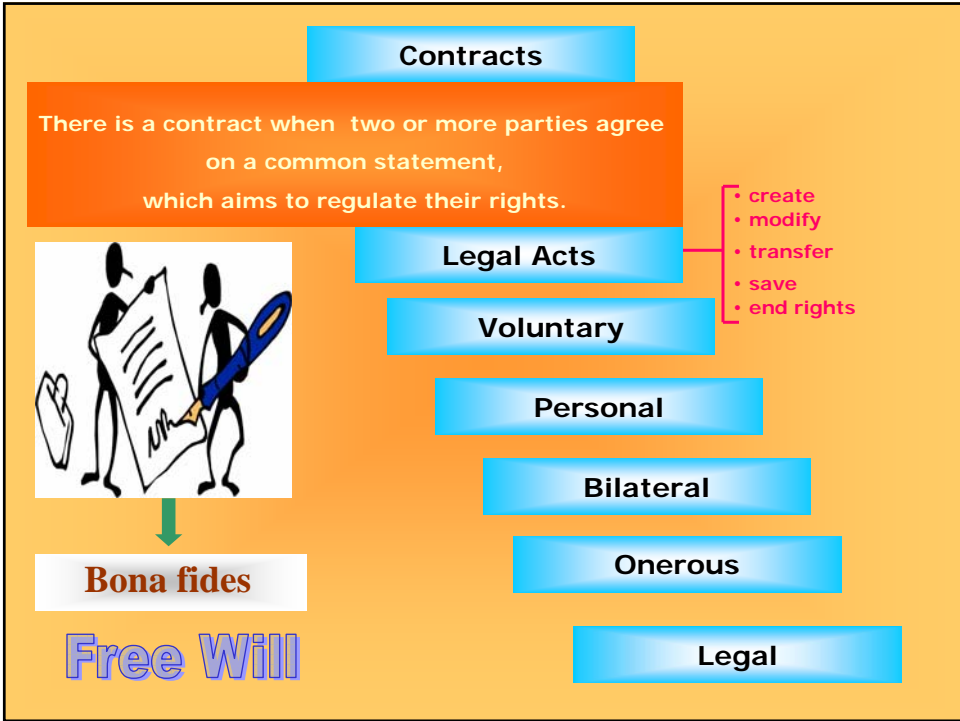 Contracts
There is a contract when two or more parties agree
on a common statement,
which aims to regulate their rights.
Legal Acts
• create
• modify
• transfer
• save
• end rights
Voluntary
Personal
Bilateral
Onerous
Legal
Bona fides
Free Will